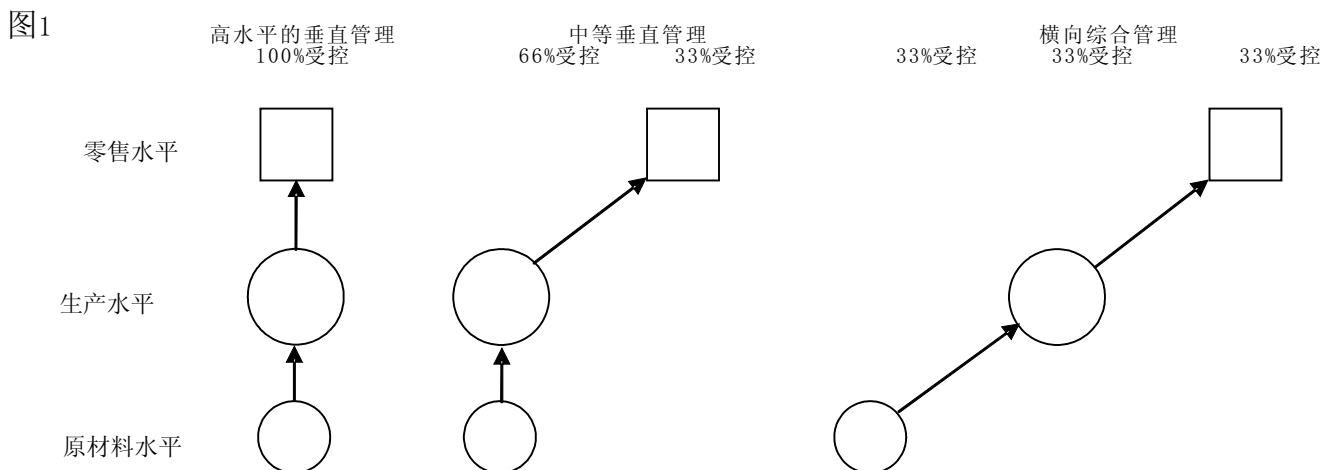 图1
高水平的垂直管理 中等垂直管理 横向综合管理
100%受控 66%受控 33%受控 33%受控 33%受控 33%受控
零售水平
生产水平
原材料水平